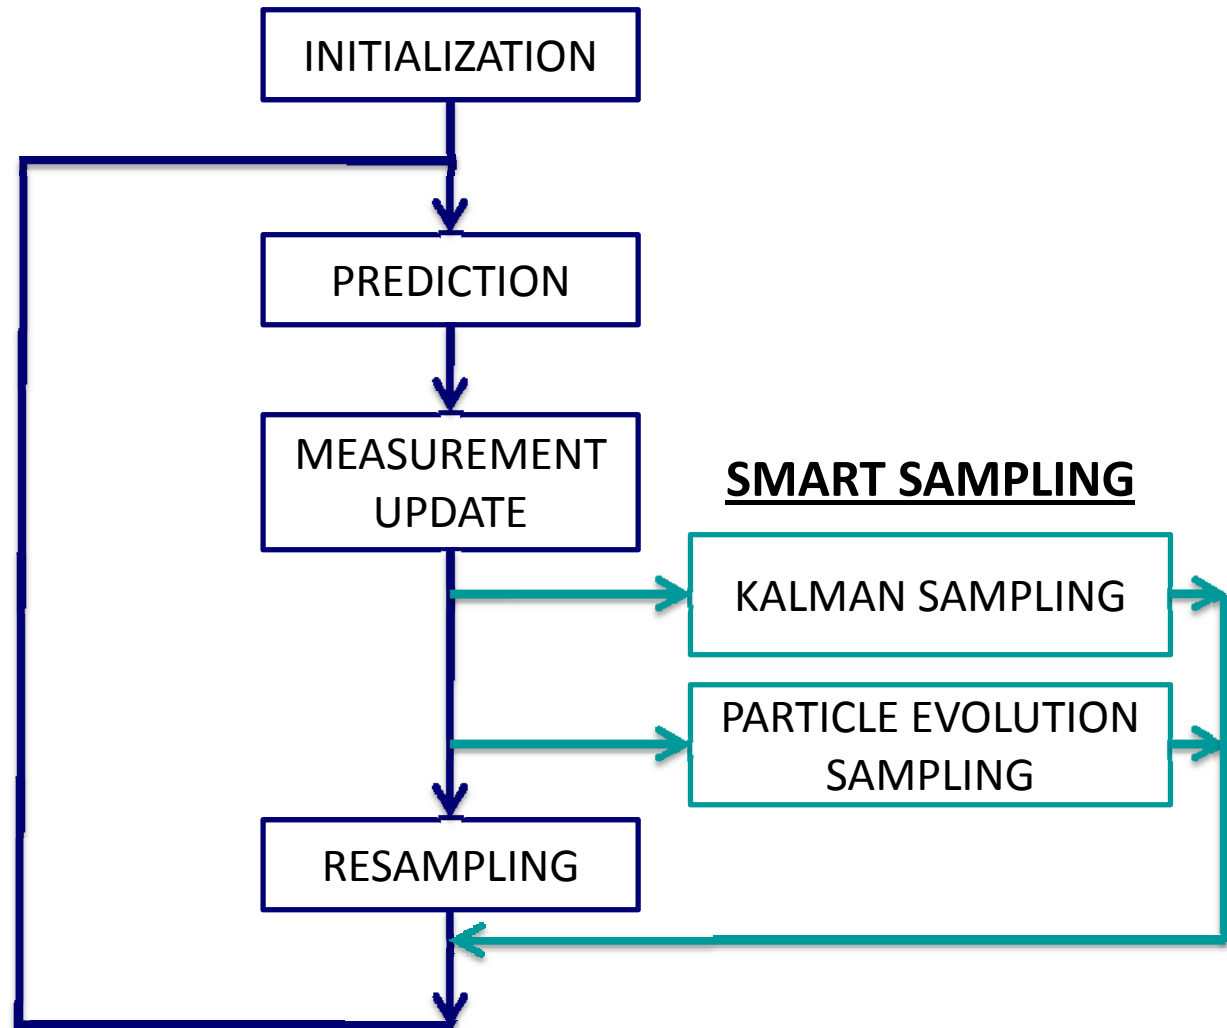 INITIALIZATION
PREDICTION
MEASUREMENT
UPDATE
SMART SAMPLING
KALMAN SAMPLING
PARTICLE EVOLUTION
SAMPLING
RESAMPLING